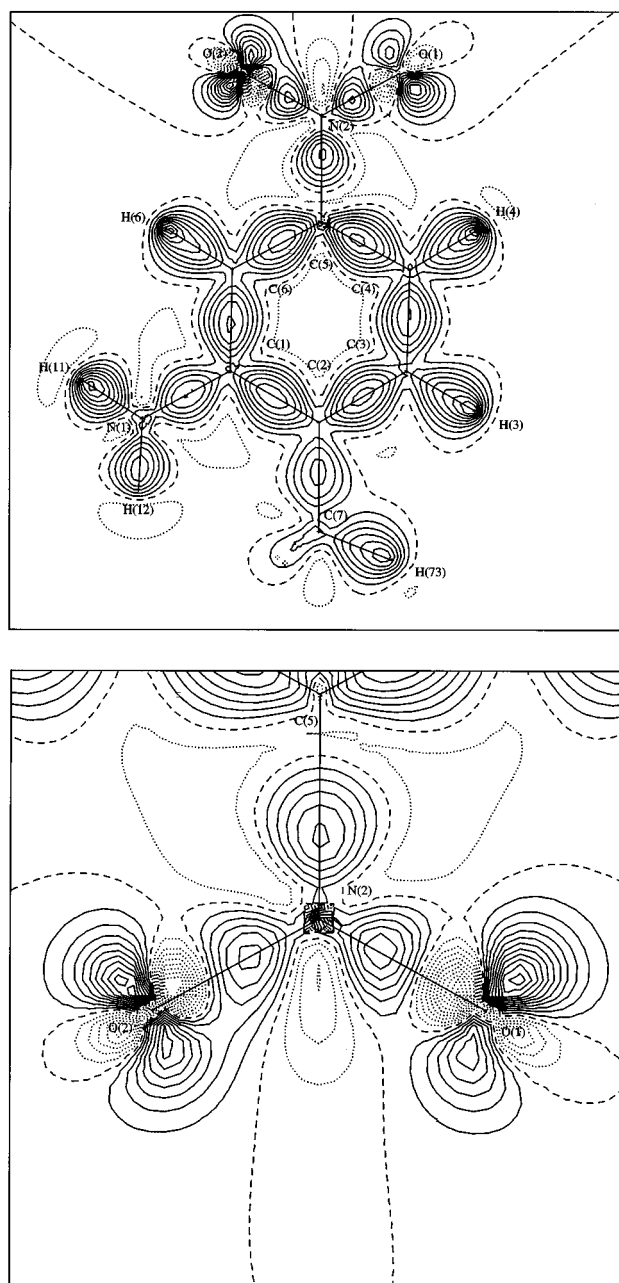 O(2) O(1)
N(2)
H(6) H(4)
C(5)
C(6) C(4)
C(1) C(3)
C(2)
H(11)
N(1) H(3)
H(12)
C(7)
H(73)
C(5)
N(2)
O(2) O(1)